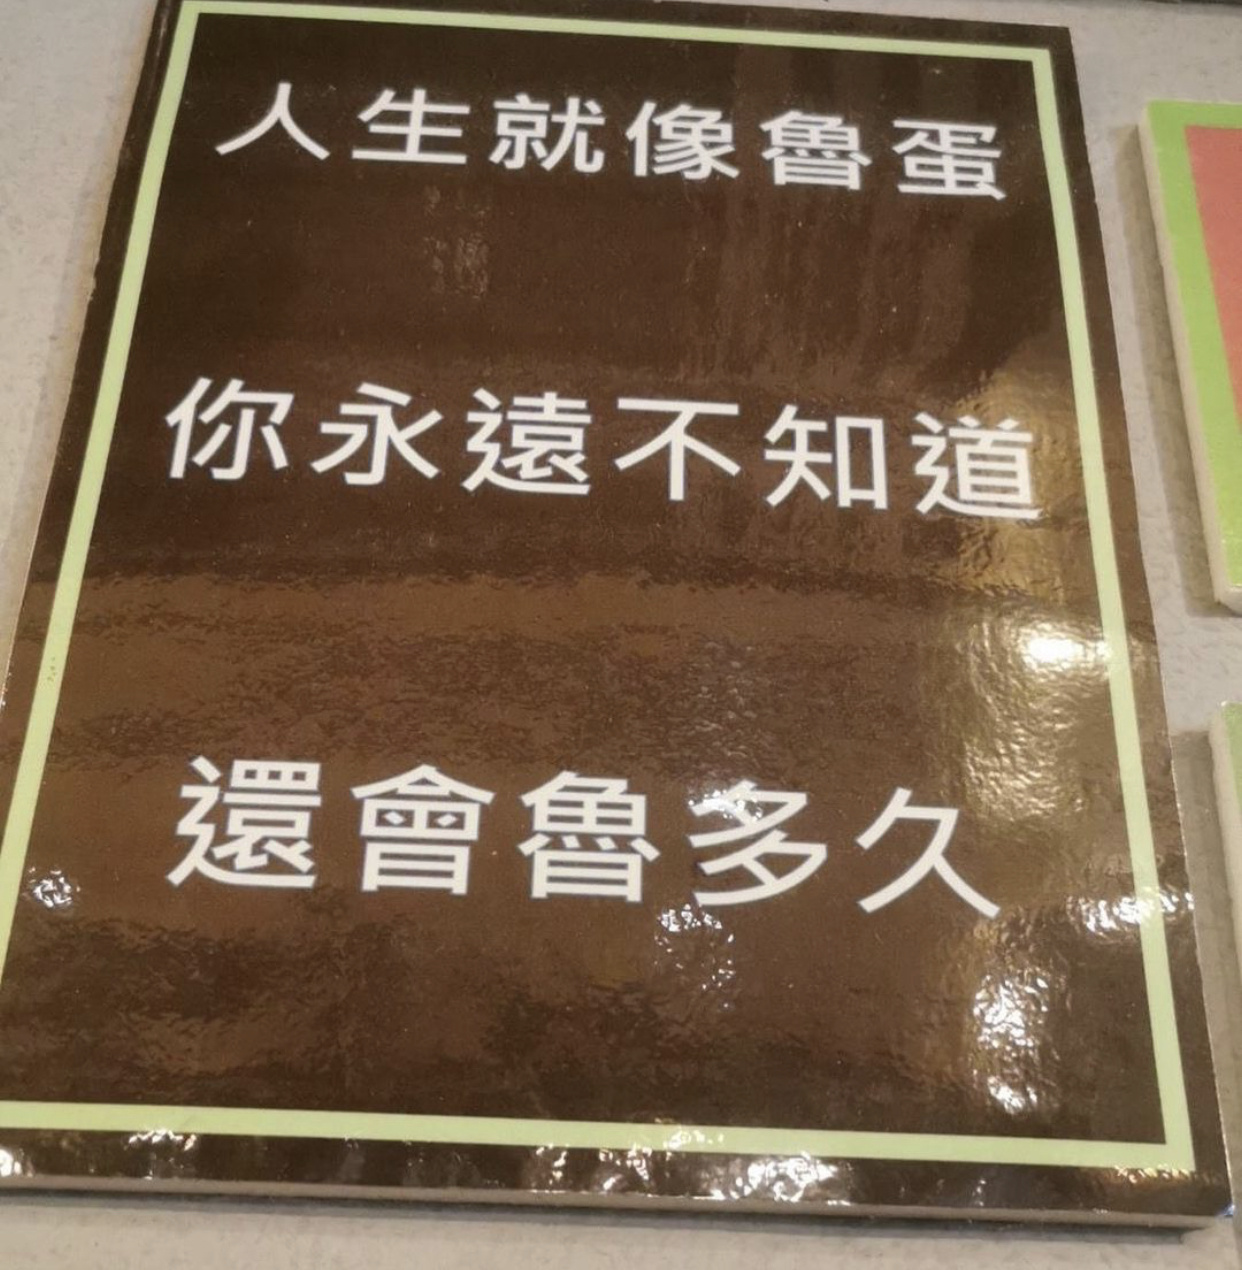 人生就像魯蛋
你永遠不知道
還會魯多久